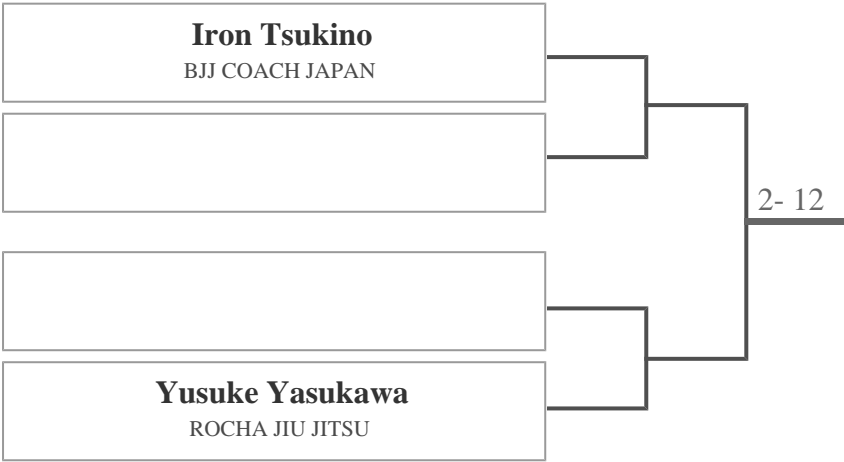 Iron Tsukino
BJJ COACH JAPAN
2- 12
Yusuke Yasukawa
ROCHA JIU JITSU